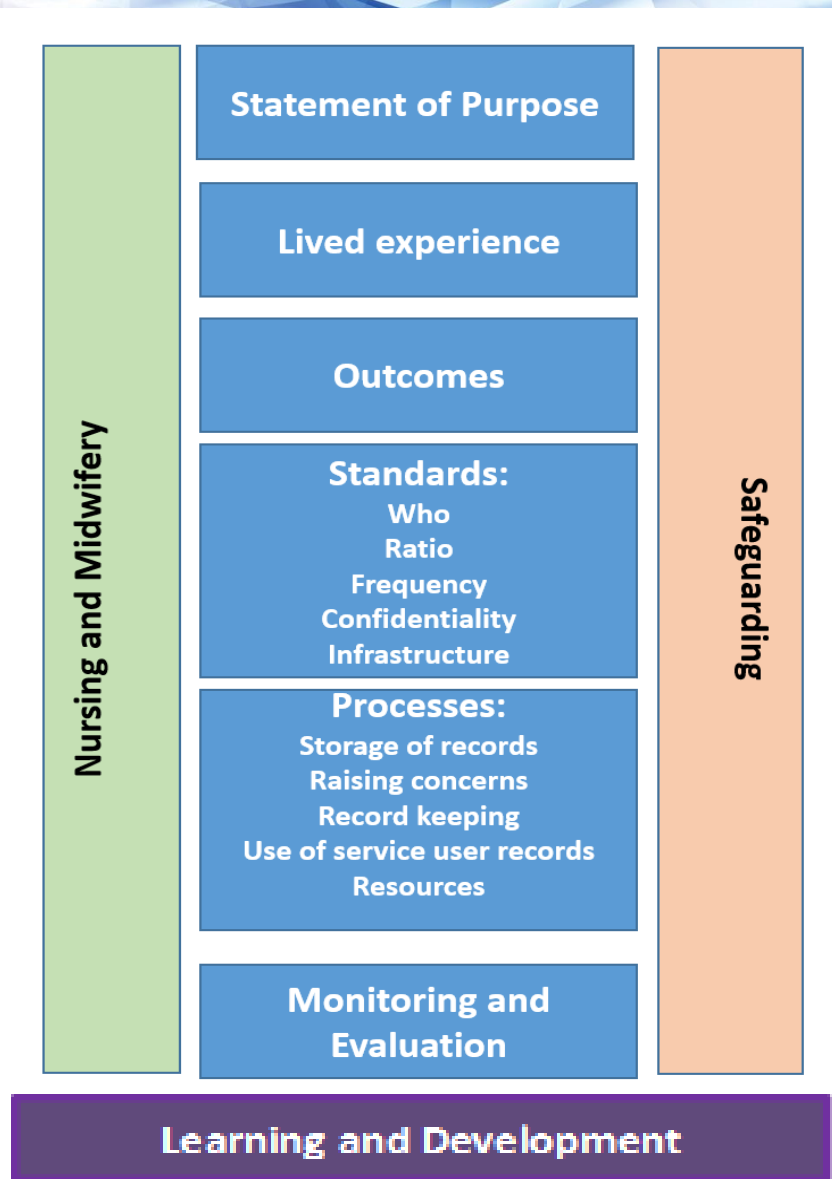 Statement of Purpose
Lived experience
Outcomes
Standards:
Who
Ratio
Frequency
Confidentiality
Infrastructure
Processes:
Storage of records
Raising concerns
Record keeping
Use of service user records
Resources
Monitoring and
Evaluation
Nursing and Midwifery
Safeguarding
Learning and Development